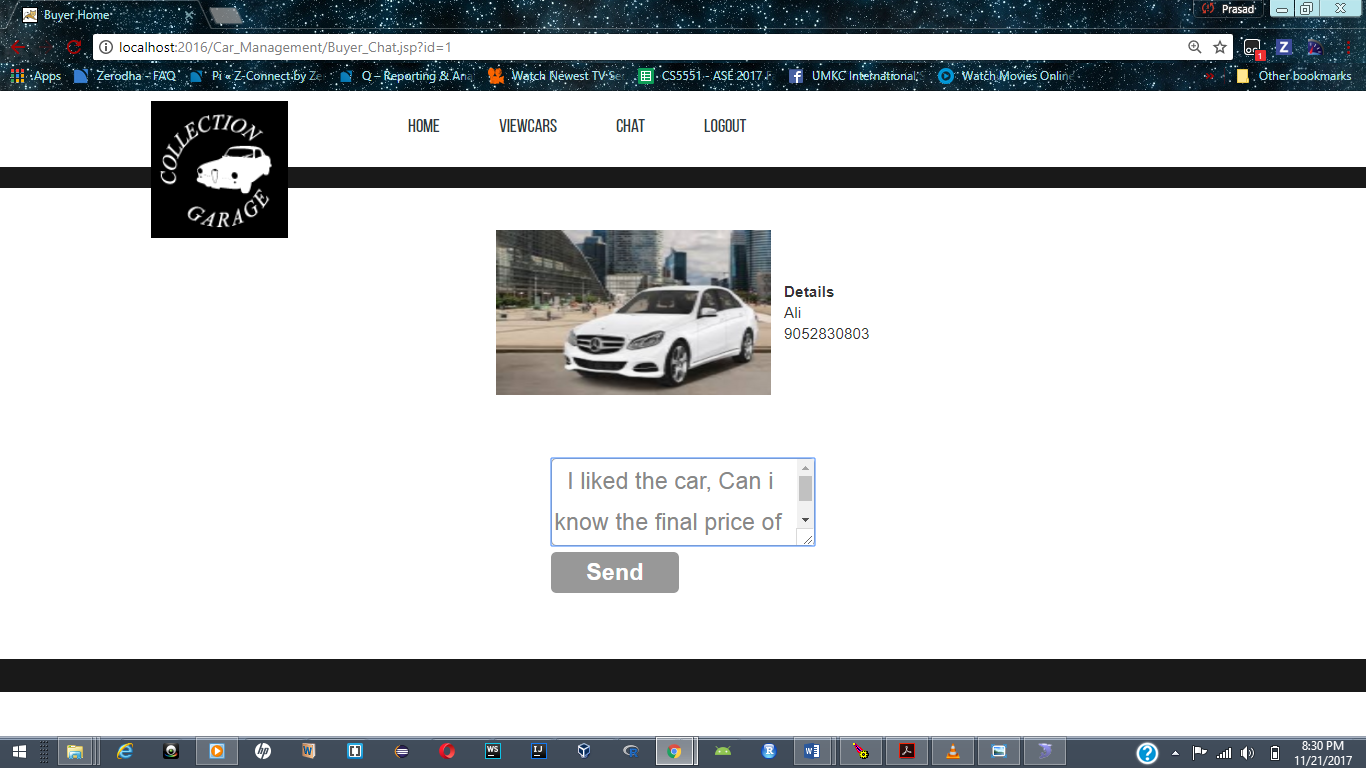 Buyer Home
Prasad
localhost:2016/Car_Management/Buyer_Chat.jsp?id=1
Apps
Zerodha - FAQ
Pi « Z-Connect by Ze
Q – Reporting & Ana
Watch Newest TV Se
CS5551 - ASE 2017 F
UMKC International
Watch Movies Online
Other bookmarks
COLLECTION
GARAGE
HOME
VIEWCARS
CHAT
LOGOUT
Details
Ali
9052830803
I liked the car, Can i
know the final price of
Send
8:30 PM
11/21/2017